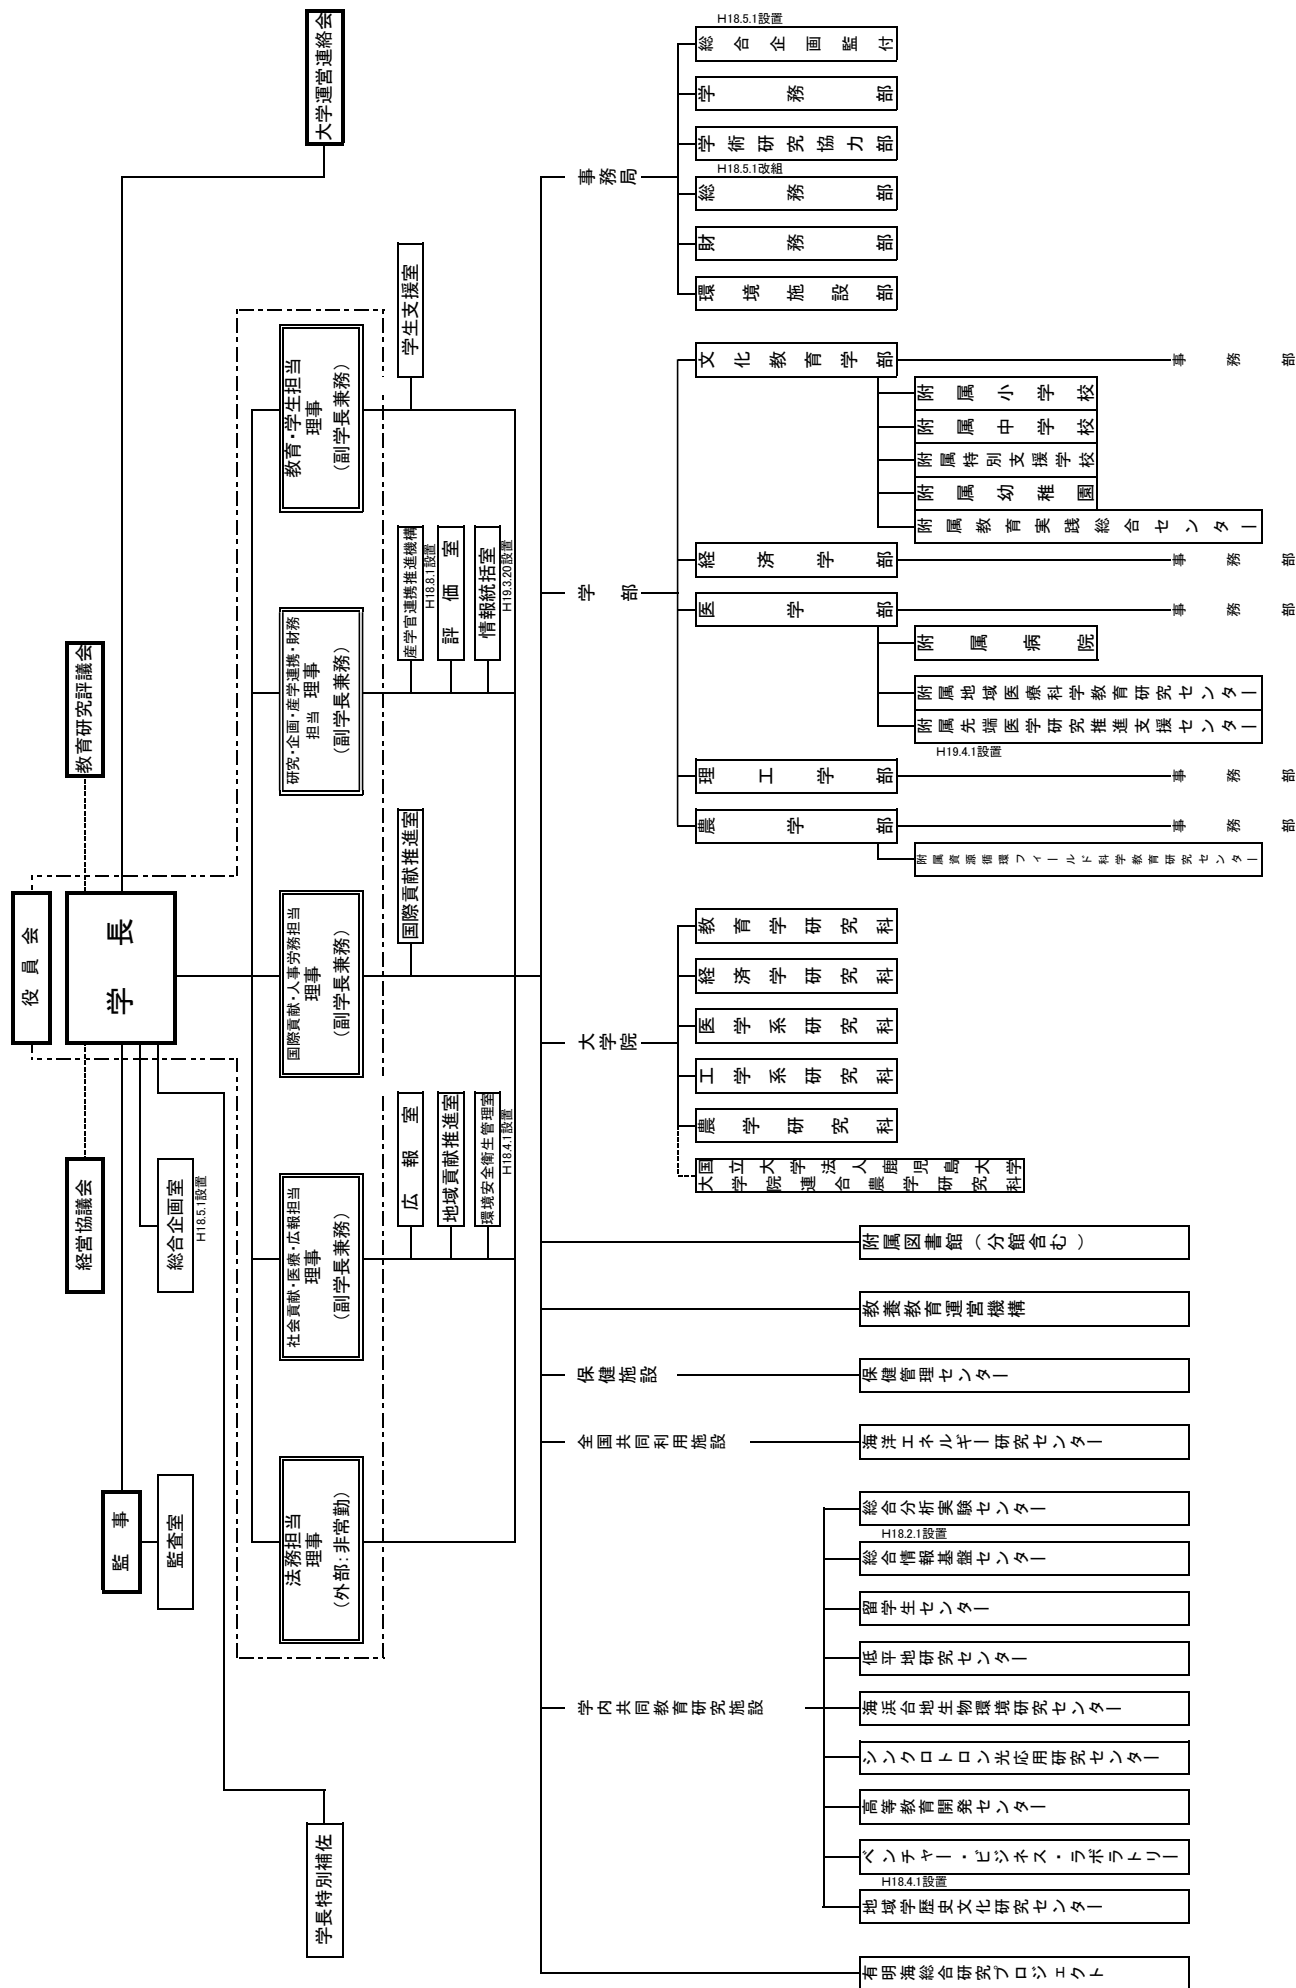 役員会
学長
教育研究評議会
経営協議会
大学運営連絡会
監事
監査室
総合企画室
H18.5.1設置
学長特別補佐
法務担当
理事
（外部：非常勤）
社会貢献・医療・広報担当
理事
（副学長兼務）
国際貢献・人事労務担当
理事
（副学長兼務）
研究・企画・産学連携・財務
担当 理事
（副学長兼務）
教育・学生担当
理事
（副学長兼務）
広報室
地域貢献推進室
環境安全衛生管理室
H18.4.1設置
国際貢献推進室
産学官連携推進機構
H18.8.1設置
評価室
情報統括室
H19.3.20設置
学生支援室
事務局
H18.5.1設置
総合企画監付
学務部
学術研究協力部
H18.5.1改組
総務部
財務部
環境施設部
学部
文化教育学部
事務部
附属小学校
附属中学校
附属特別支援学校
附属幼稚園
附属教育実践総合センター
経済学部
事務部
医学部
事務部
附属病院
附属地域医療科学教育研究センター
附属先端医学研究推進支援センター
H19.4.1設置
理工学部
事務部
農学部
事務部
附属資源循環フィールド科学教育研究センター
大学院
教育学研究科
経済学研究科
医学系研究科
工学系研究科
農学研究科
国立大学法人鹿児島大学
大学院連合農学研究科
附属図書館（分館含む）
教養教育運営機構
保健施設
保健管理センター
全国共同利用施設
海洋エネルギー研究センター
学内共同教育研究施設
総合分析実験センター
H18.2.1設置
総合情報基盤センター
留学生センター
低平地研究センター
海浜台地生物環境研究センター
シンクロトロン光応用研究センター
高等教育開発センター
ベンチャー・ビジネス・ラボラトリー
H18.4.1設置
地域学歴史文化研究センター
有明海総合研究プロジェクト